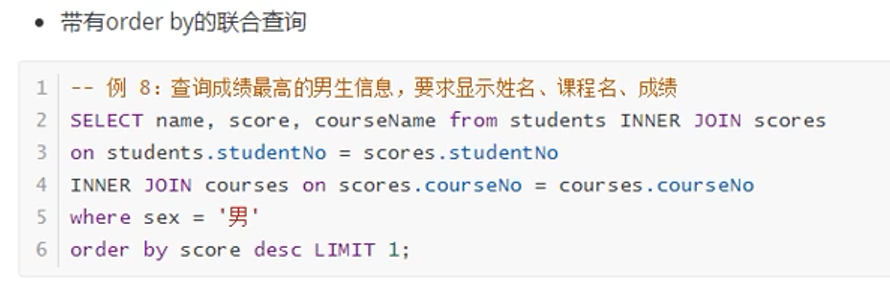 带有order by的联合查询
1 -- 例 8：查询成绩最高的男生信息，要求显示姓名、课程名、成绩
2 SELECT name, score, courseName from students INNER JOIN scores
3 on students.studentNo = scores.studentNo
4 INNER JOIN courses on scores.courseNo = courses.courseNo
5 where sex = '男'
6 order by score desc LIMIT 1;